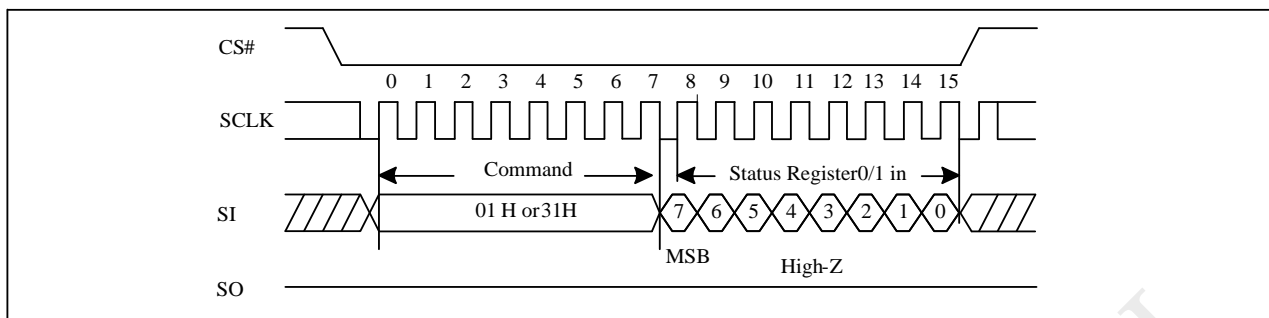 CS#
0 1 2 3 4 5 6 7 8 9 10 11 12 13 14 15
SCLK
Command Status Register0/1 in
SI 01 H or31H 7 6 5 4 3 2 1 0
MSB
High-Z
SO